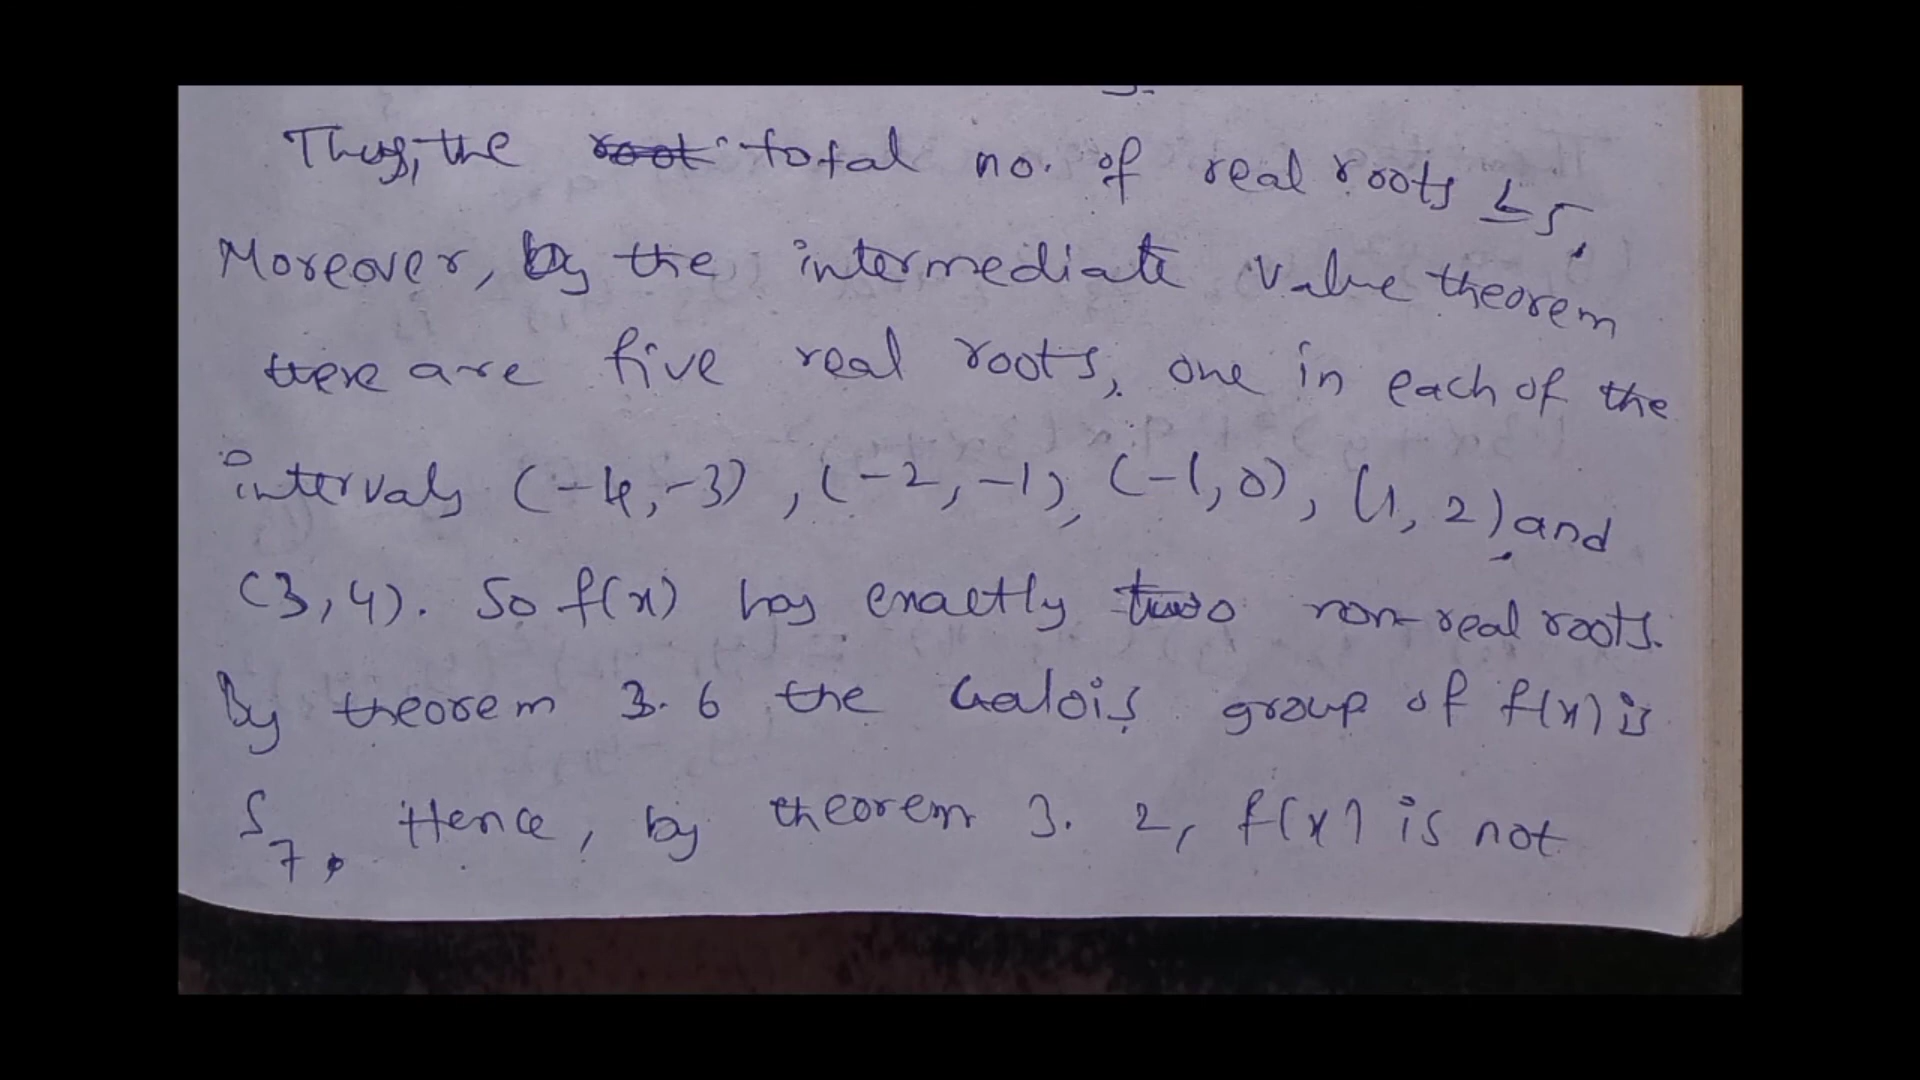 Thus, the root total no. of real roots ≤ 5.
Moreover, by the intermediate value theorem
there are five real roots, one in each of the
intervals (-4,-3), (-2,-1), (-1,0), (1,2) and
(3,4). So f(x) has exactly two non-real roots.
By theorem 3.6 the Galois group of f(x) is
S7. Hence, by theorem 3.2, f(x) is not